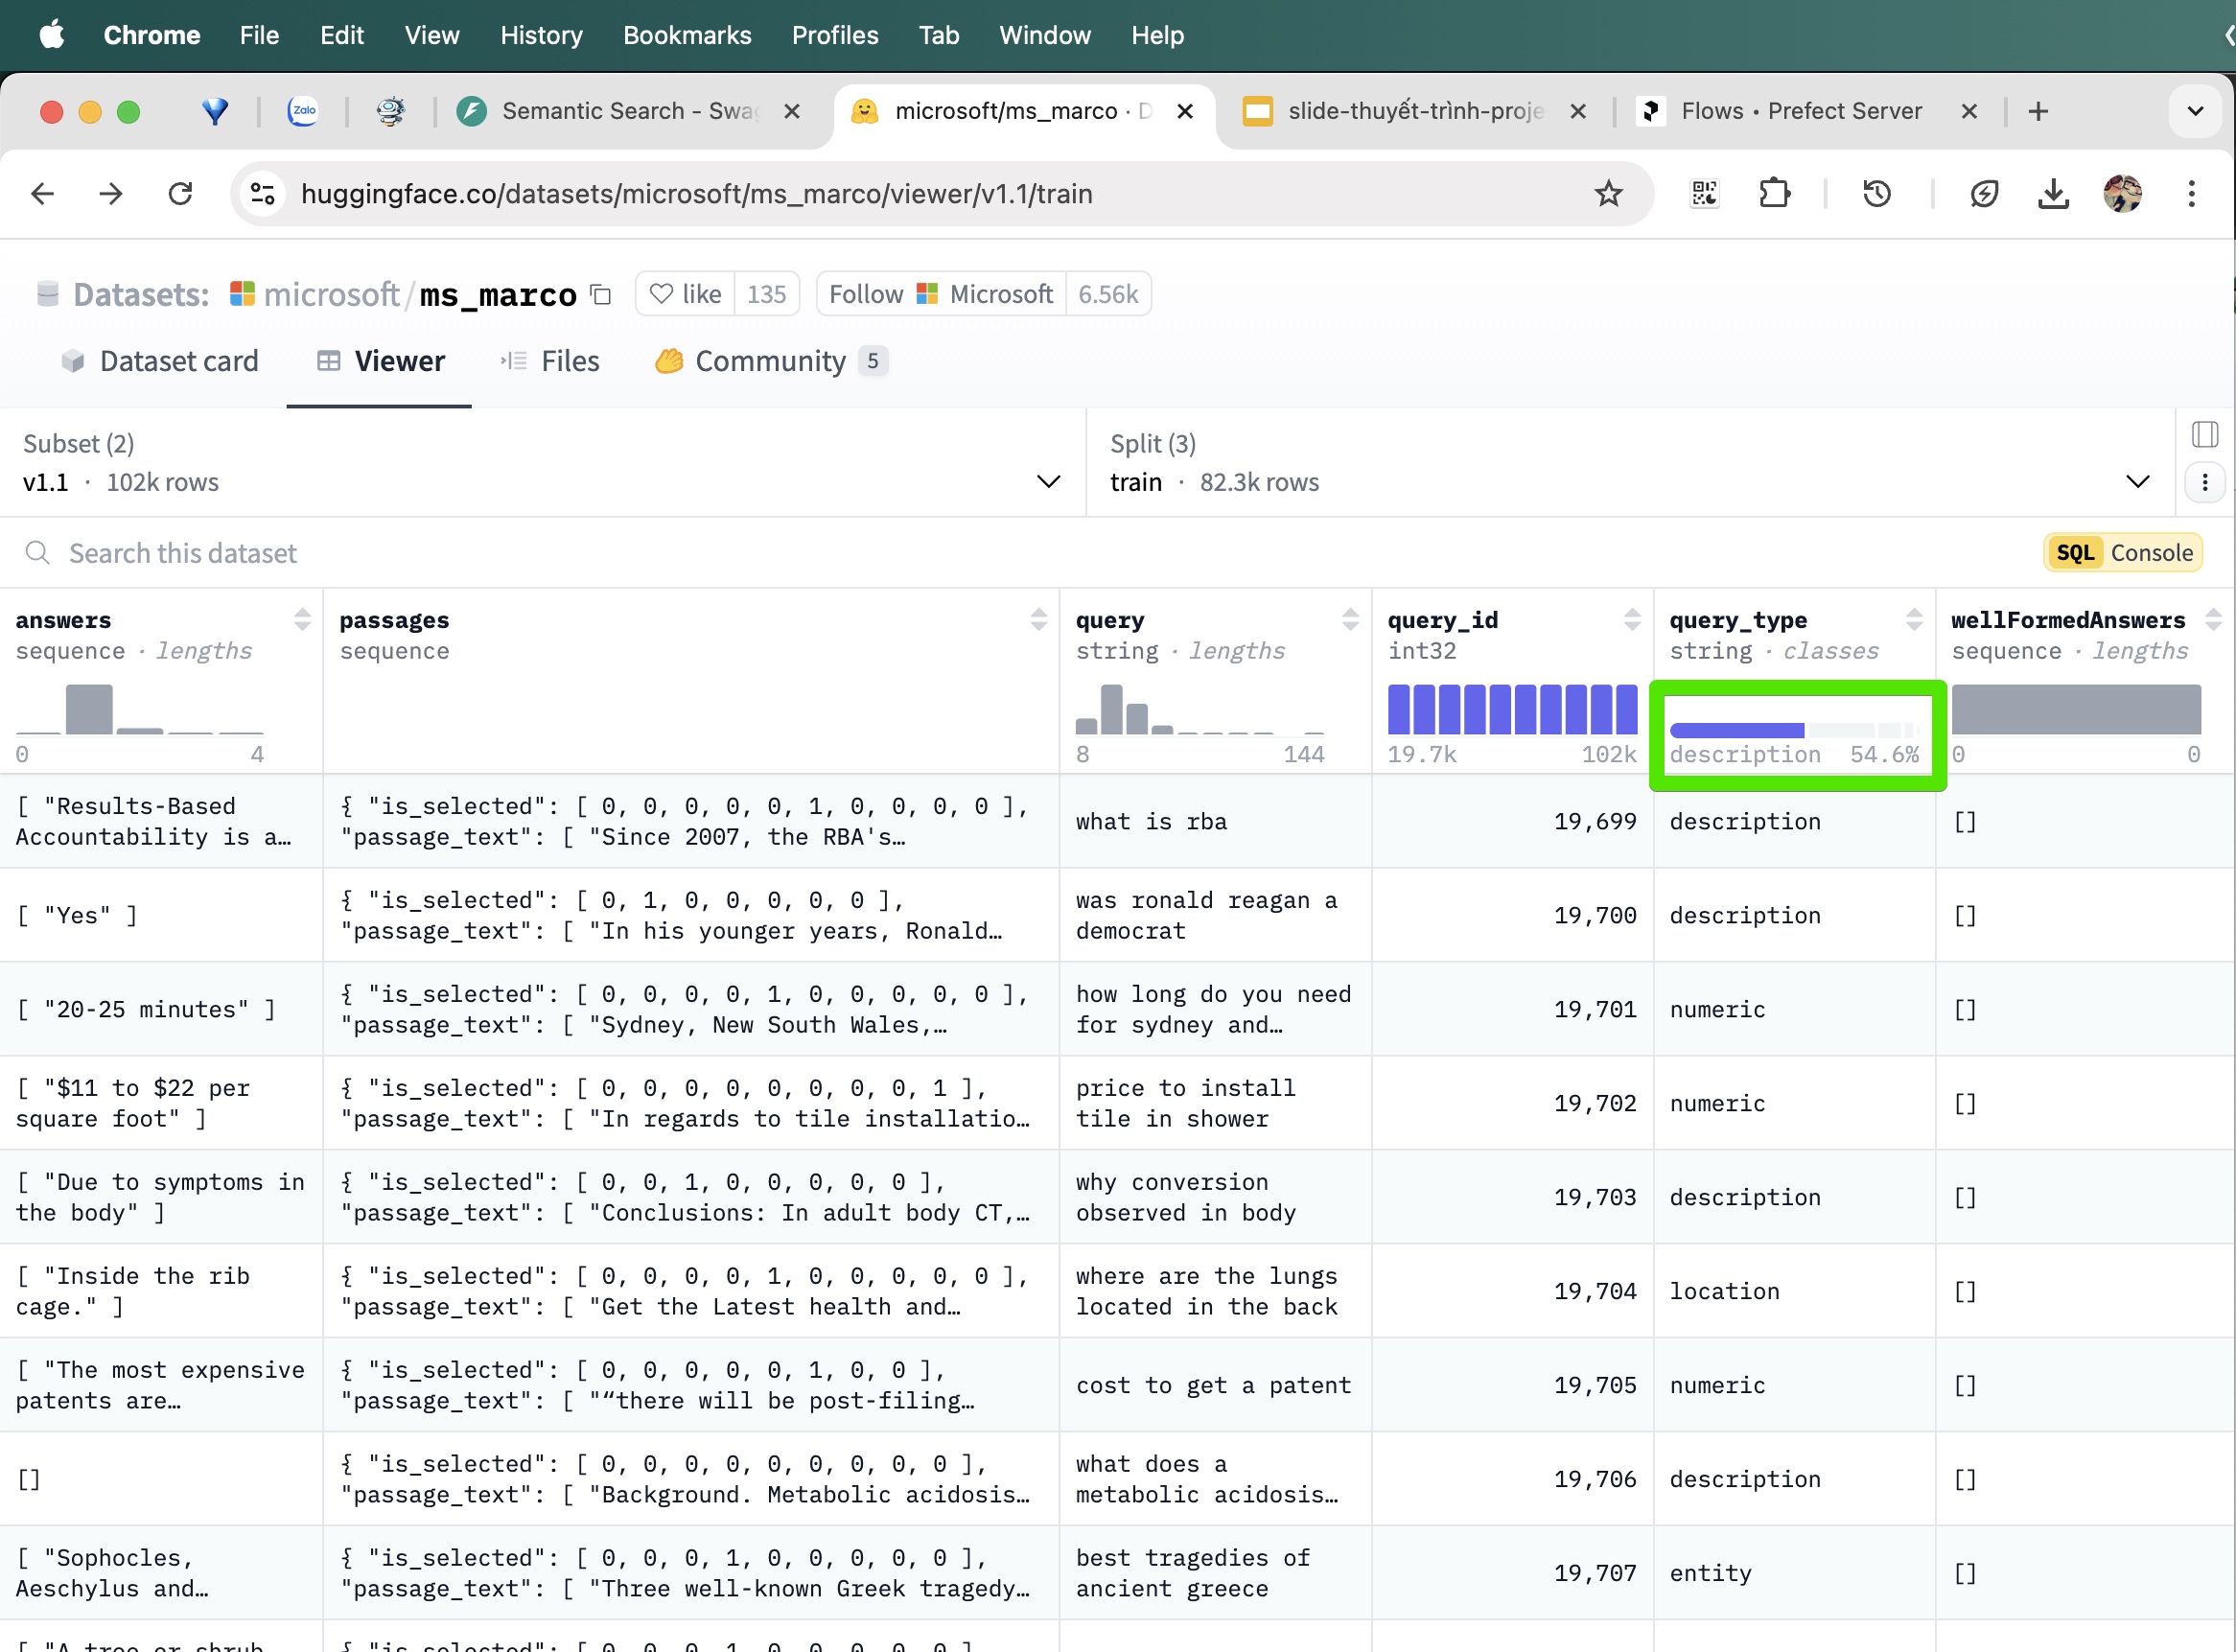 Chrome File Edit View History Bookmarks Profiles Tab Window Help
Zalo Semantic Search - Swag microsoft/ms_marco · D slide-thuyết-trình-proje Flows • Prefect Server
huggingface.co/datasets/microsoft/ms_marco/viewer/v1.1/train
Datasets: microsoft/ms_marco like 135 Follow Microsoft 6.56k
Dataset card Viewer Files Community 5
Subset (2) Split (3)
v1.1 · 102k rows train · 82.3k rows
Search this dataset SQL Console
answers passages query query_id query_type wellFormedAnswers
sequence · lengths sequence string · lengths int32 string · classes sequence · lengths
0 4 8 144 19.7k 102k description 54.6% 0 0
[ "Results-Based { "is_selected": [ 0, 0, 0, 0, 0, 1, 0, 0, 0, 0 ],
what is rba 19,699 description []
Accountability is a… "passage_text": [ "Since 2007, the RBA's…
{ "is_selected": [ 0, 1, 0, 0, 0, 0, 0 ], was ronald reagan a
[ "Yes" ] 19,700 description []
"passage_text": [ "In his younger years, Ronald… democrat
{ "is_selected": [ 0, 0, 0, 0, 1, 0, 0, 0, 0, 0 ], how long do you need
[ "20-25 minutes" ] 19,701 numeric []
"passage_text": [ "Sydney, New South Wales,… for sydney and…
[ "$11 to $22 per { "is_selected": [ 0, 0, 0, 0, 0, 0, 0, 0, 1 ], price to install
19,702 numeric []
square foot" ] "passage_text": [ "In regards to tile installatio… tile in shower
[ "Due to symptoms in { "is_selected": [ 0, 0, 1, 0, 0, 0, 0, 0 ], why conversion
19,703 description []
the body" ] "passage_text": [ "Conclusions: In adult body CT,… observed in body
[ "Inside the rib { "is_selected": [ 0, 0, 0, 0, 1, 0, 0, 0, 0, 0 ], where are the lungs
19,704 location []
cage." ] "passage_text": [ "Get the Latest health and… located in the back
[ "The most expensive { "is_selected": [ 0, 0, 0, 0, 0, 1, 0, 0 ],
cost to get a patent 19,705 numeric []
patents are… "passage_text": [ "“there will be post-filing…
{ "is_selected": [ 0, 0, 0, 0, 0, 0, 0, 0, 0 ], what does a
[] 19,706 description []
"passage_text": [ "Background. Metabolic acidosis… metabolic acidosis…
[ "Sophocles, { "is_selected": [ 0, 0, 0, 1, 0, 0, 0, 0, 0 ], best tragedies of
19,707 entity []
Aeschylus and… "passage_text": [ "Three well-known Greek tragedy… ancient greece
[ "A tree or shrub { "is_selected": [ 0, 0, 0, 1, 0, 0, 0, 0, 0 ]